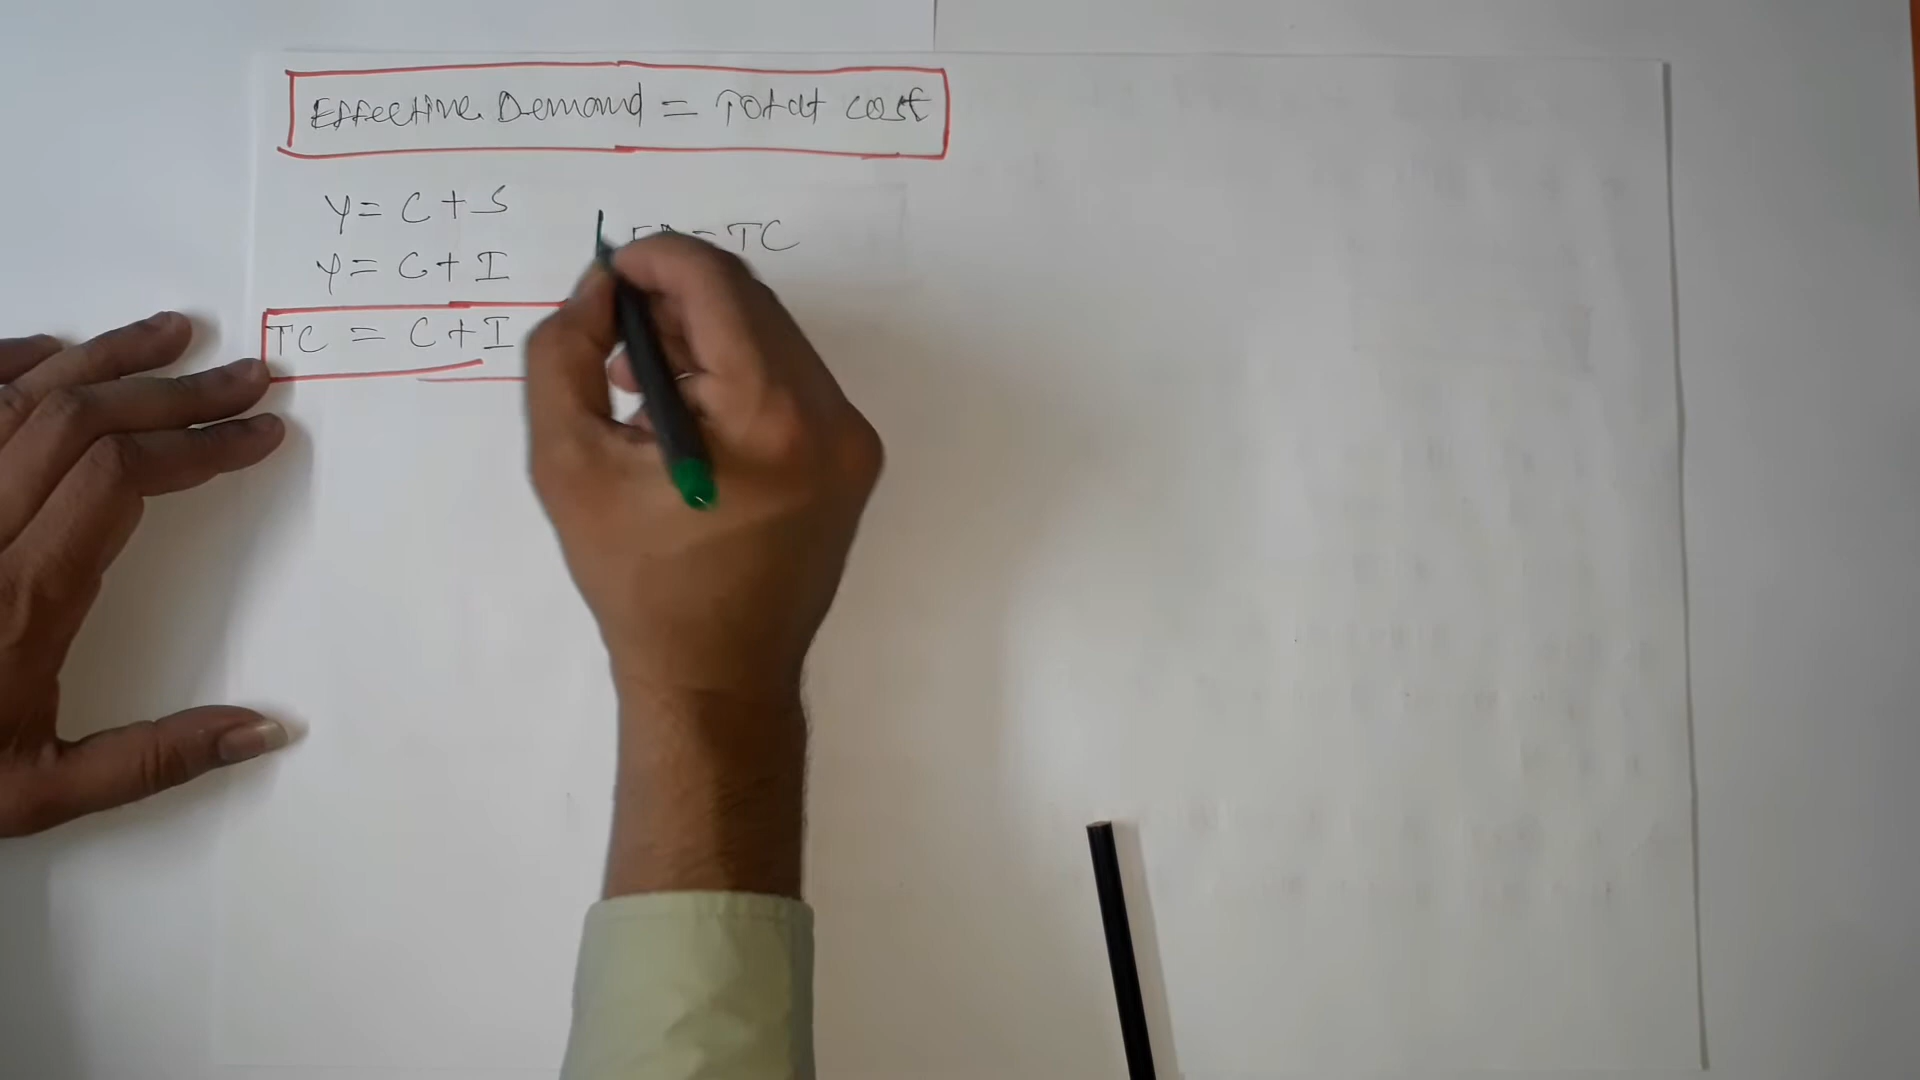 Effective Demand = Total cost
Y = C + S
Y = C + I
= TC
TC = C + I